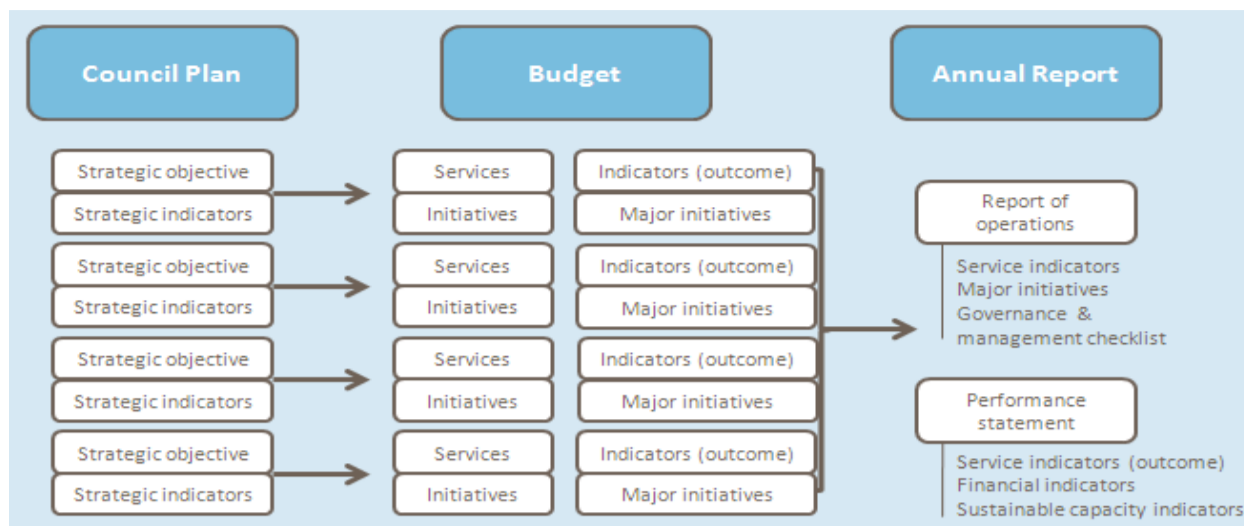 Council Plan
Budget
Annual Report
Strategic objective
Strategic indicators
Strategic objective
Strategic indicators
Strategic objective
Strategic indicators
Strategic objective
Strategic indicators
Services
Initiatives
Services
Initiatives
Services
Initiatives
Services
Initiatives
Indicators (outcome)
Major initiatives
Indicators (outcome)
Major initiatives
Indicators (outcome)
Major initiatives
Indicators (outcome)
Major initiatives
Report of
operations
Service indicators
Major initiatives
Governance &
management checklist
Performance
statement
Service indicators (outcome)
Financial indicators
Sustainable capacity indicators